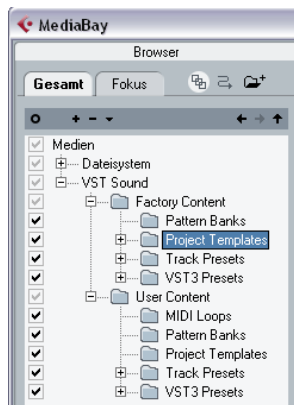 MediaBay
Browser
Gesamt Fokus
Medien
Dateisystem
VST Sound
Factory Content
Pattern Banks
Project Templates
Track Presets
VST3 Presets
User Content
MIDI Loops
Pattern Banks
Project Templates
Track Presets
VST3 Presets